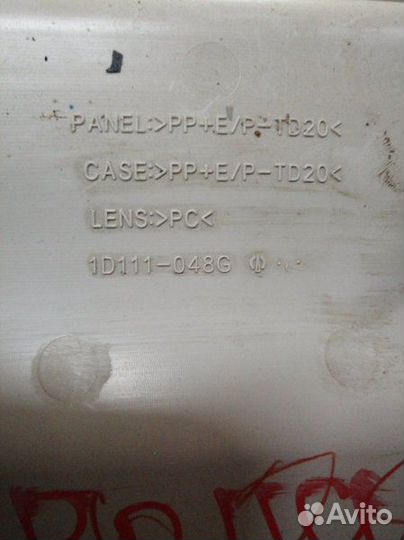 PANEL:>PP+E/P-TD20<
CASE:>PP+E/P-TD20<
LENS:>PC<
1D111-048G
Avito